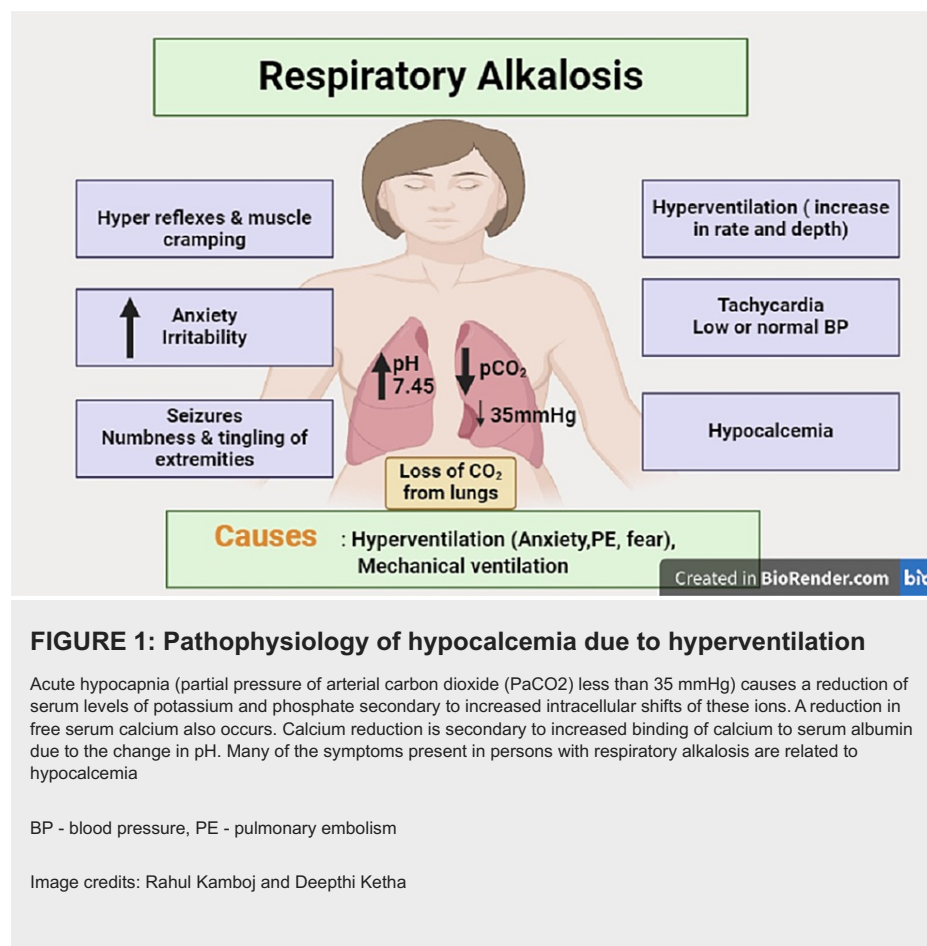 Respiratory Alkalosis
Hyper reflexes & muscle
cramping
Anxiety
Irritability
Seizures
Numbness & tingling of
extremities
pH
7.45
pCO₂
35mmHg
Loss of CO₂
from lungs
Hyperventilation ( increase
in rate and depth)
Tachycardia
Low or normal BP
Hypocalcemia
Causes : Hyperventilation (Anxiety,PE, fear),
Mechanical ventilation
Created in BioRender.com
FIGURE 1: Pathophysiology of hypocalcemia due to hyperventilation
Acute hypocapnia (partial pressure of arterial carbon dioxide (PaCO2) less than 35 mmHg) causes a reduction of
serum levels of potassium and phosphate secondary to increased intracellular shifts of these ions. A reduction in
free serum calcium also occurs. Calcium reduction is secondary to increased binding of calcium to serum albumin
due to the change in pH. Many of the symptoms present in persons with respiratory alkalosis are related to
hypocalcemia
BP - blood pressure, PE - pulmonary embolism
Image credits: Rahul Kamboj and Deepthi Ketha